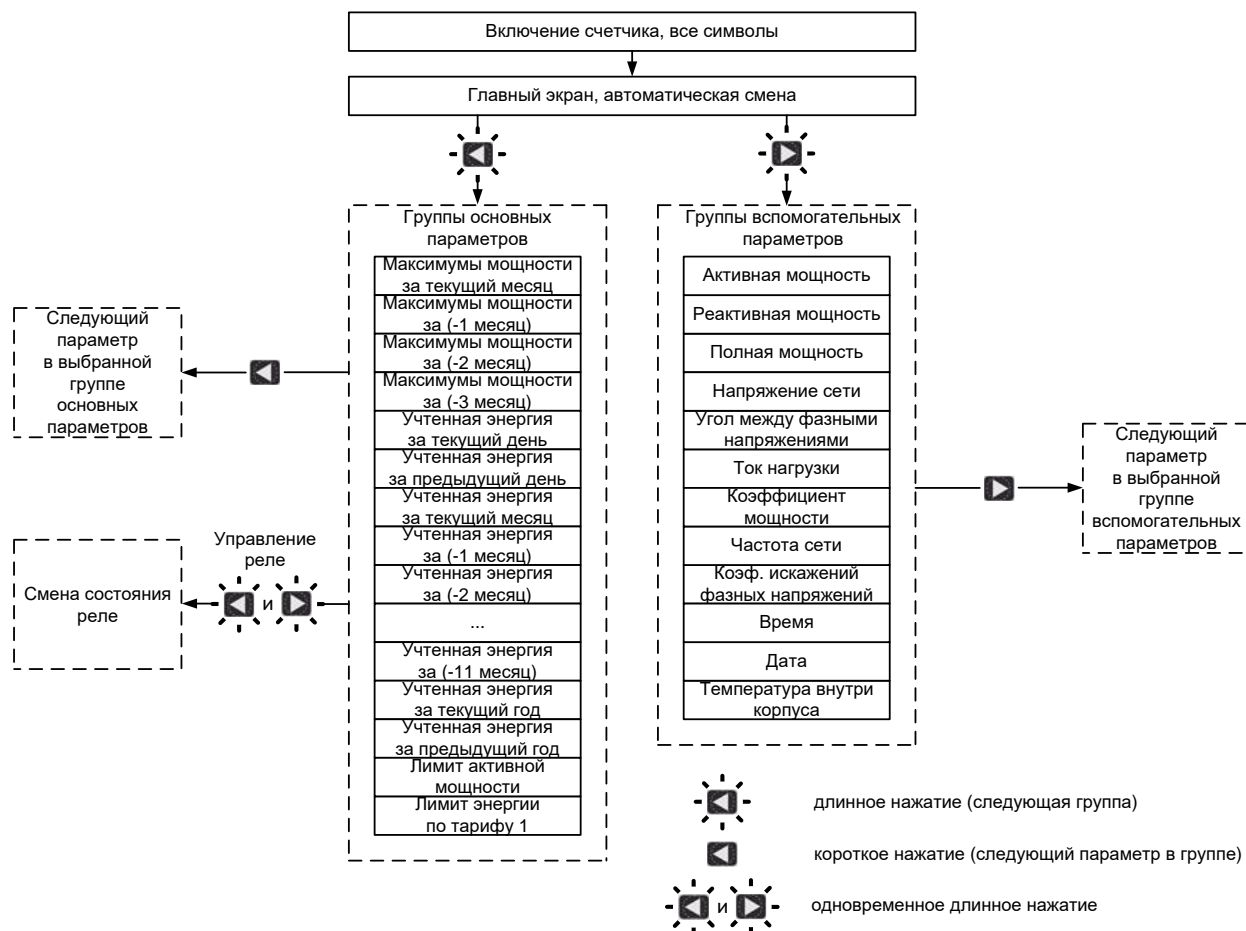 Включение счетчика, все символы
Главный экран, автоматическая смена
Группы основных
параметров
Максимумы мощности
за текущий месяц
Максимумы мощности
за (-1 месяц)
Максимумы мощности
за (-2 месяц)
Максимумы мощности
за (-3 месяц)
Учтенная энергия
за текущий день
Учтенная энергия
за предыдущий день
Учтенная энергия
за текущий месяц
Учтенная энергия
за (-1 месяц)
Учтенная энергия
за (-2 месяц)
...
Учтенная энергия
за (-11 месяц)
Учтенная энергия
за текущий год
Учтенная энергия
за предыдущий год
Лимит активной
мощности
Лимит энергии
по тарифу 1
Группы вспомогательных
параметров
Активная мощность
Реактивная мощность
Полная мощность
Напряжение сети
Угол между фазными
напряжениями
Ток нагрузки
Коэффициент
мощности
Частота сети
Коэф. искажений
фазных напряжений
Время
Дата
Температура внутри
корпуса
Следующий
параметр
в выбранной
группе
основных
параметров
Управление
реле
и
Смена состояния
реле
Следующий
параметр
в выбранной
группе
вспомогательных
параметров
длинное нажатие (следующая группа)
короткое нажатие (следующий параметр в группе)
и
одновременное длинное нажатие